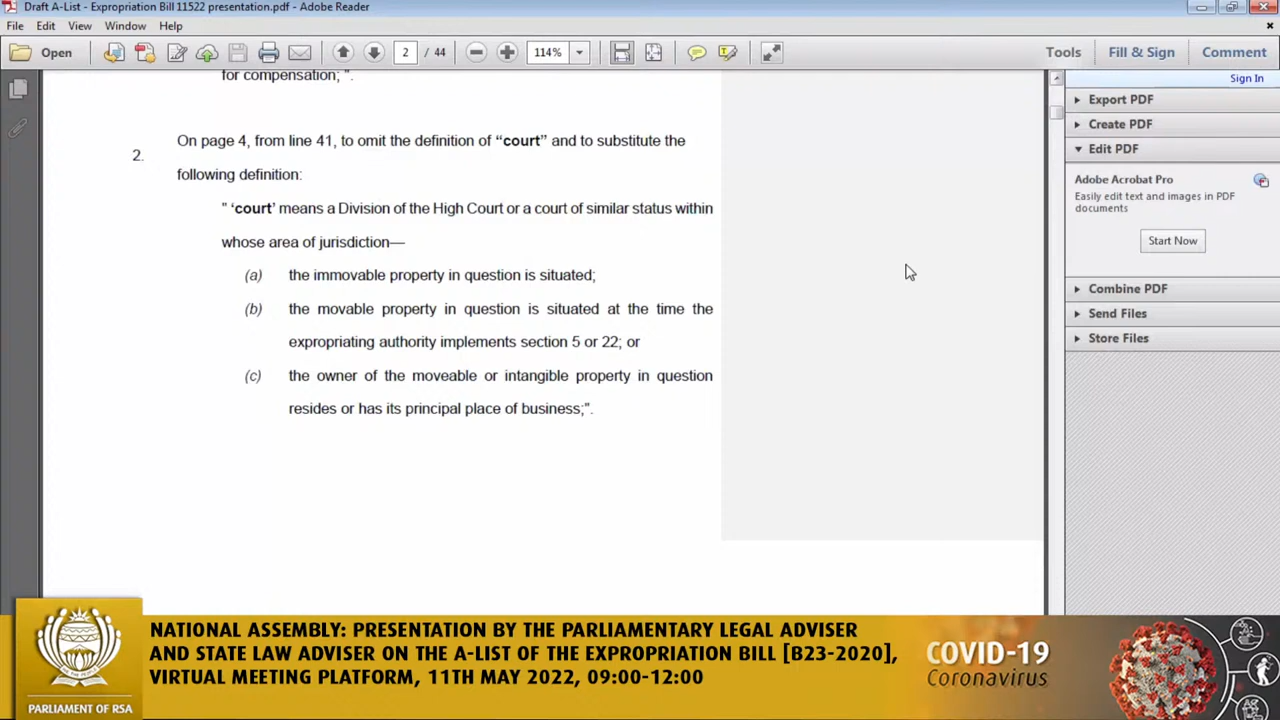 Draft A-List - Expropriation Bill 11522 presentation.pdf - Adobe Reader
File Edit View Window Help
Open 2 / 44 114% Tools Fill & Sign Comment
for compensation; ”.
2. On page 4, from line 41, to omit the definition of “court” and to substitute the
following definition:
" ‘court’ means a Division of the High Court or a court of similar status within
whose area of jurisdiction—
(a) the immovable property in question is situated;
(b) the movable property in question is situated at the time the
expropriating authority implements section 5 or 22; or
(c) the owner of the moveable or intangible property in question
resides or has its principal place of business;”.
Sign In
Export PDF
Create PDF
Edit PDF
Adobe Acrobat Pro
Easily edit text and images in PDF
documents
Start Now
Combine PDF
Send Files
Store Files
PARLIAMENT OF RSA
NATIONAL ASSEMBLY: PRESENTATION BY THE PARLIAMENTARY LEGAL ADVISER
AND STATE LAW ADVISER ON THE A-LIST OF THE EXPROPRIATION BILL [B23-2020],
VIRTUAL MEETING PLATFORM, 11TH MAY 2022, 09:00-12:00
COVID-19
Coronavirus